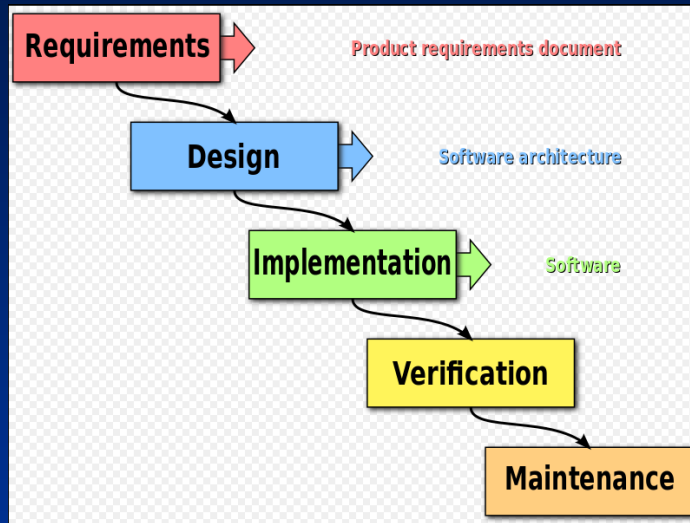 Requirements
Product requirements document
Design
Software architecture
Implementation
Software
Verification
Maintenance